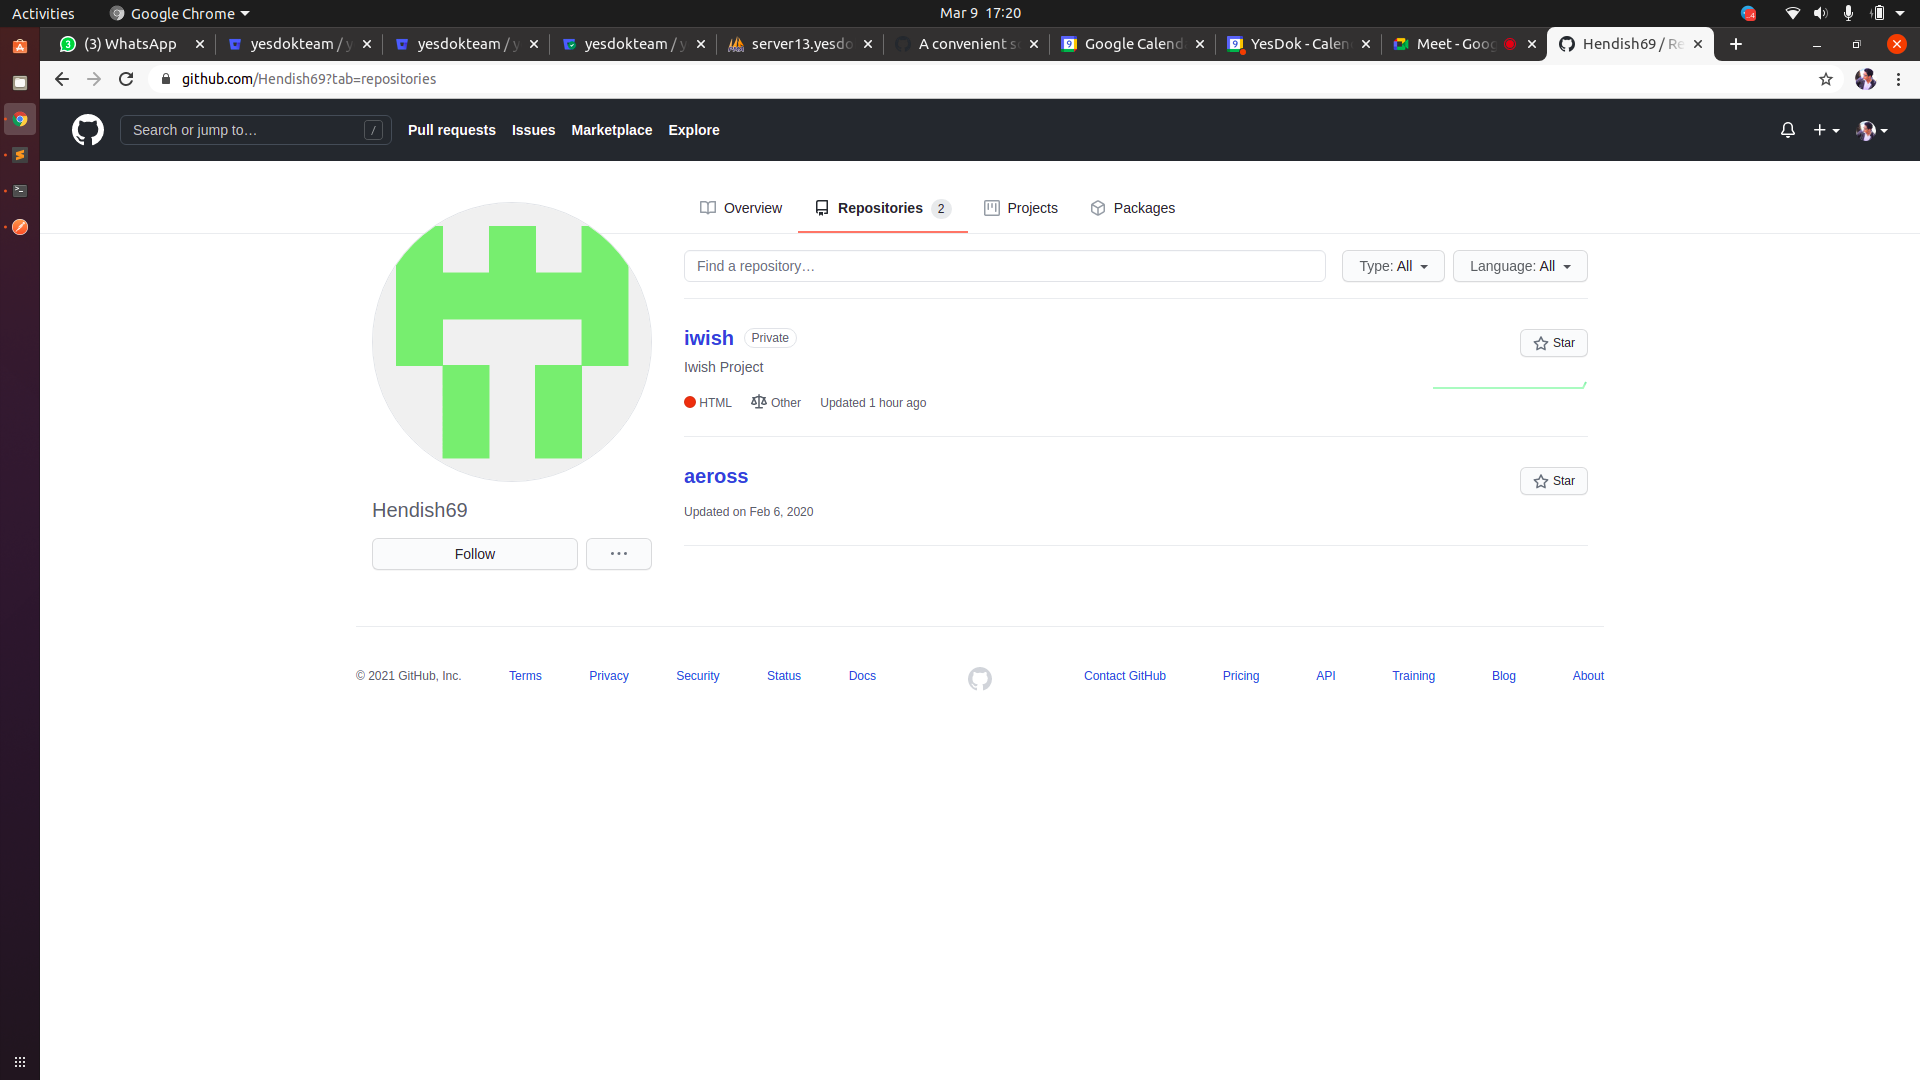 Activities Google Chrome Mar 9 17:20
(3) WhatsApp yesdokteam / y yesdokteam / y yesdokteam / y server13.yesdo A convenient s Google Calend YesDok - Calen Meet - Goog Hendish69 / Re
github.com/Hendish69?tab=repositories
Search or jump to… / Pull requests Issues Marketplace Explore
Overview Repositories 2 Projects Packages
Find a repository… Type: All Language: All
iwish Private Star
Iwish Project
HTML Other Updated 1 hour ago
aeross Star
Updated on Feb 6, 2020
Hendish69
Follow
© 2021 GitHub, Inc. Terms Privacy Security Status Docs Contact GitHub Pricing API Training Blog About